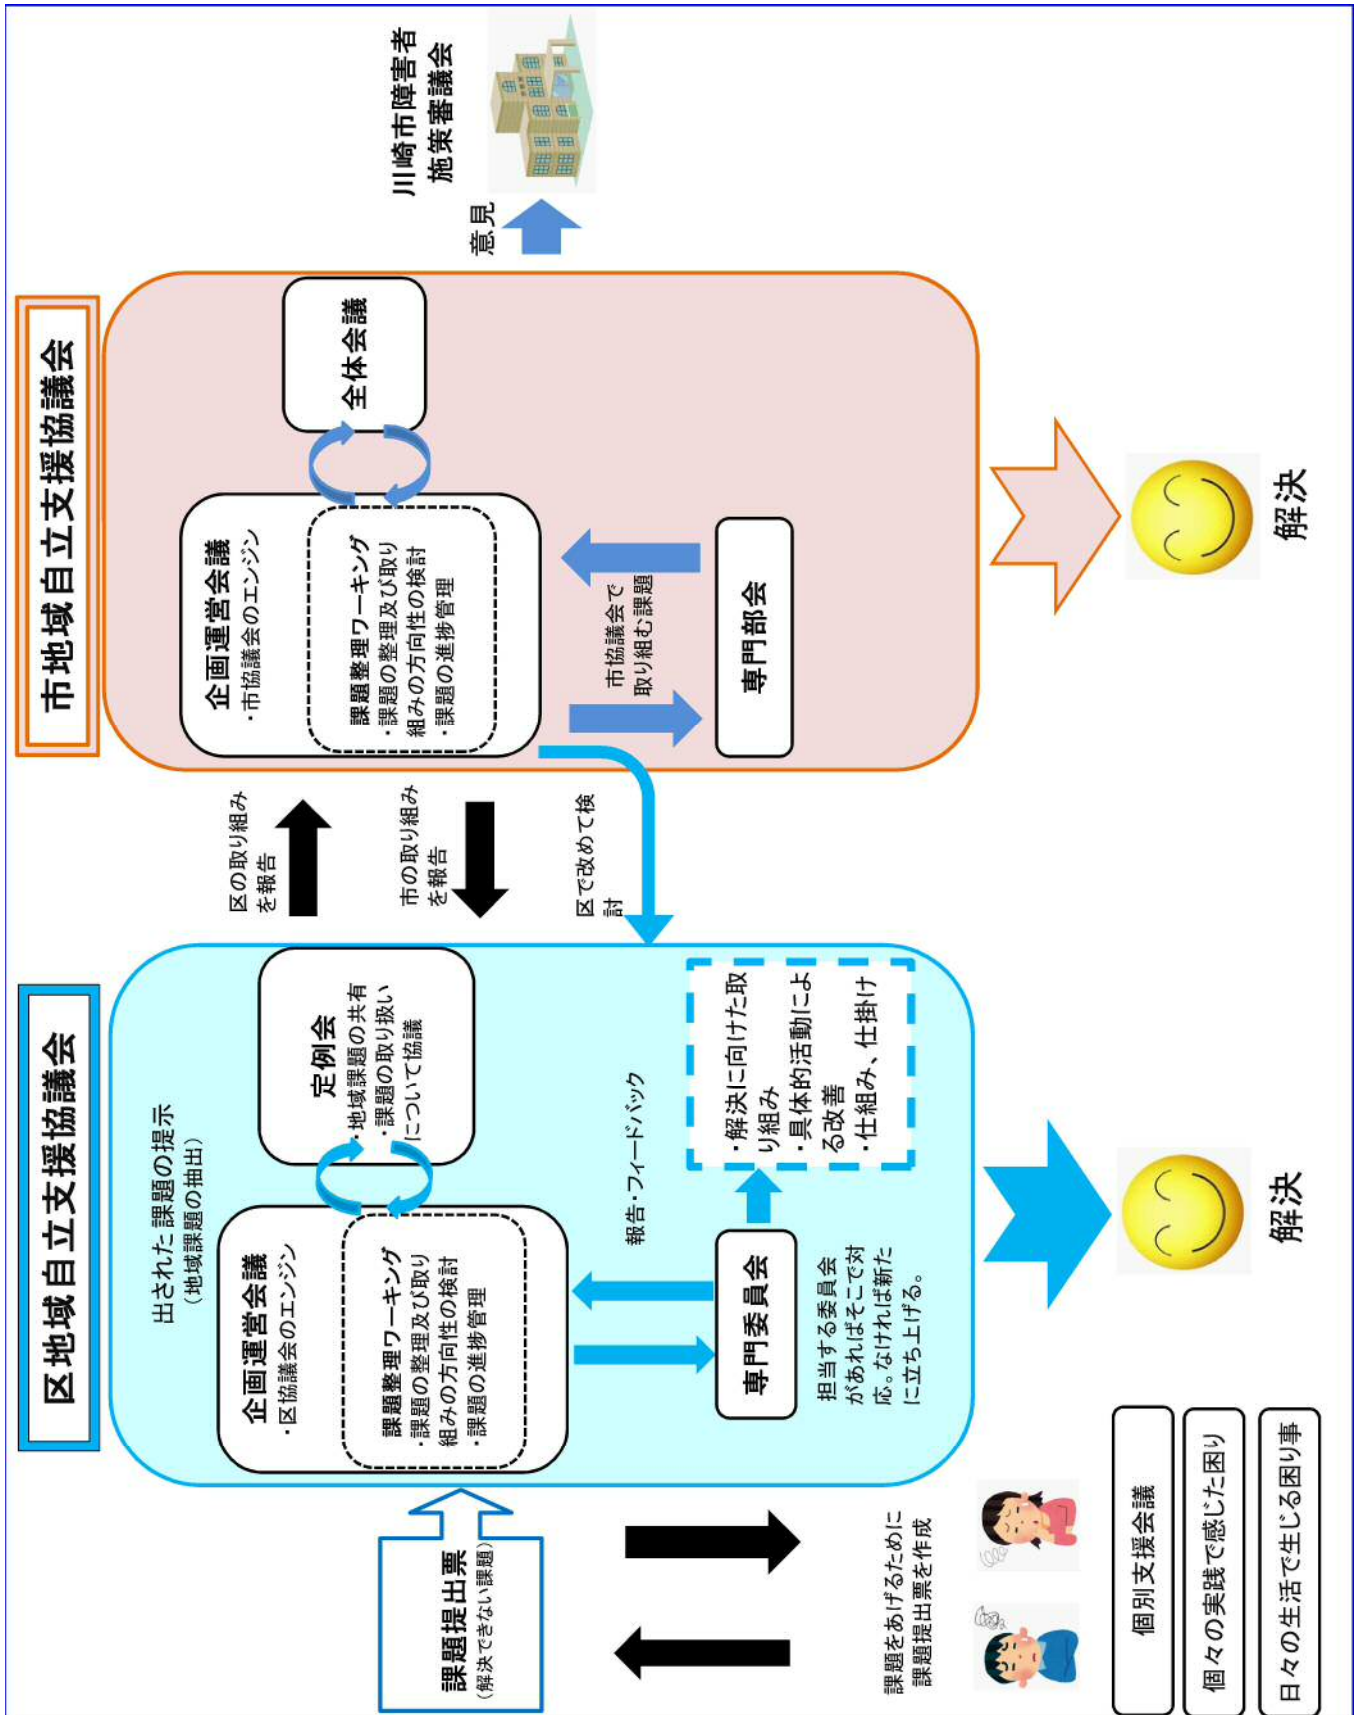 区地域自立支援協議会
出された課題の提示
（地域課題の抽出）
企画運営会議
・区協議会のエンジン
課題整理ワーキング
・課題の整理及び取り
組みの方向性の検討
・課題の進捗管理
定例会
・地域課題の共有
・課題の取り扱い
について協議
報告・フィードバック
専門委員会
担当する委員会
があればそこで対
応。なければ新た
に立ち上げる。
・解決に向けた取
り組み
・具体的活動によ
る改善
・仕組み、仕掛け
解決
課題提出票
（解決できない課題）
課題をあげるために
課題提出票を作成
個別支援会議
個々の実践で感じた困り
日々の生活で生じる困り事
区の取り組み
を報告
市の取り組み
を報告
区で改めて検
討
市地域自立支援協議会
企画運営会議
・市協議会のエンジン
課題整理ワーキング
・課題の整理及び取り
組みの方向性の検討
・課題の進捗管理
全体会議
市協議会で
取り組む課題
専門部会
解決
意見
川崎市障害者
施策審議会